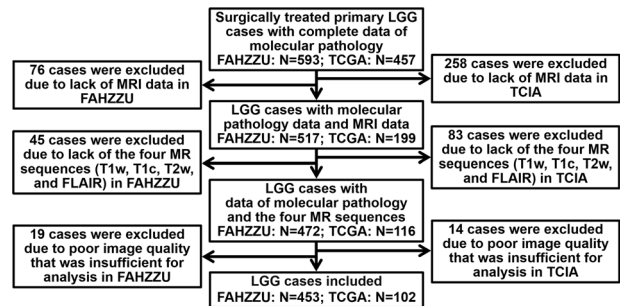 Surgically treated primary LGG
cases with complete data of
molecular pathology
FAHZZU: N=593; TCGA: N=457
76 cases were excluded
due to lack of MRI data in
FAHZZU
258 cases were excluded
due to lack of MRI data in
TCIA
LGG cases with molecular
pathology data and MRI data
FAHZZU: N=517; TCGA: N=199
45 cases were excluded
due to lack of the four MR
sequences (T1w, T1c, T2w,
and FLAIR) in FAHZZU
83 cases were excluded
due to lack of the four MR
sequences (T1w, T1c, T2w,
and FLAIR) in TCIA
LGG cases with
data of molecular pathology
and the four MR sequences
FAHZZU: N=472; TCGA: N=116
19 cases were excluded
due to poor image quality
that was insufficient for
analysis in FAHZZU
14 cases were excluded
due to poor image quality
that was insufficient for
analysis in TCIA
LGG cases included
FAHZZU: N=453; TCGA: N=102